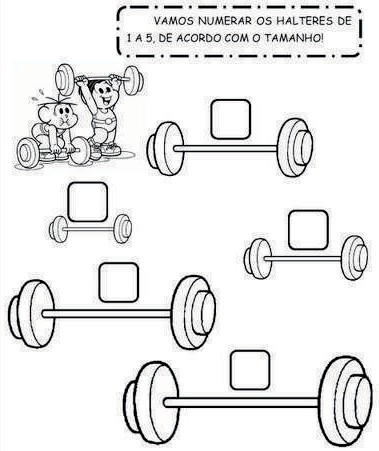 VAMOS NUMERAR OS HALTERES DE
1 A 5, DE ACORDO COM O TAMANHO!